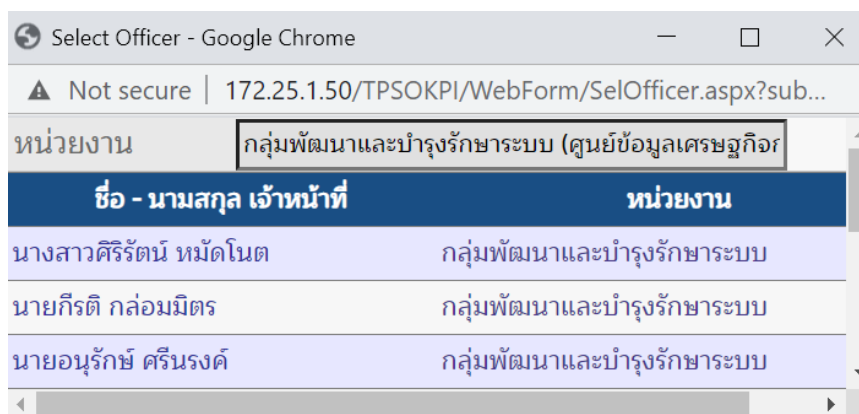 Select Officer - Google Chrome
Not secure | 172.25.1.50/TPSOKPI/WebForm/SelOfficer.aspx?sub...
หน่วยงาน กลุ่มพัฒนาและบำรุงรักษาระบบ (ศูนย์ข้อมูลเศรษฐกิจก
ชื่อ - นามสกุล เจ้าหน้าที่ หน่วยงาน
นางสาวศิริรัตน์ หมัดโนต กลุ่มพัฒนาและบำรุงรักษาระบบ
นายกีรติ กล่อมมิตร กลุ่มพัฒนาและบำรุงรักษาระบบ
นายอนุรักษ์ ศรีนรงค์ กลุ่มพัฒนาและบำรุงรักษาระบบ